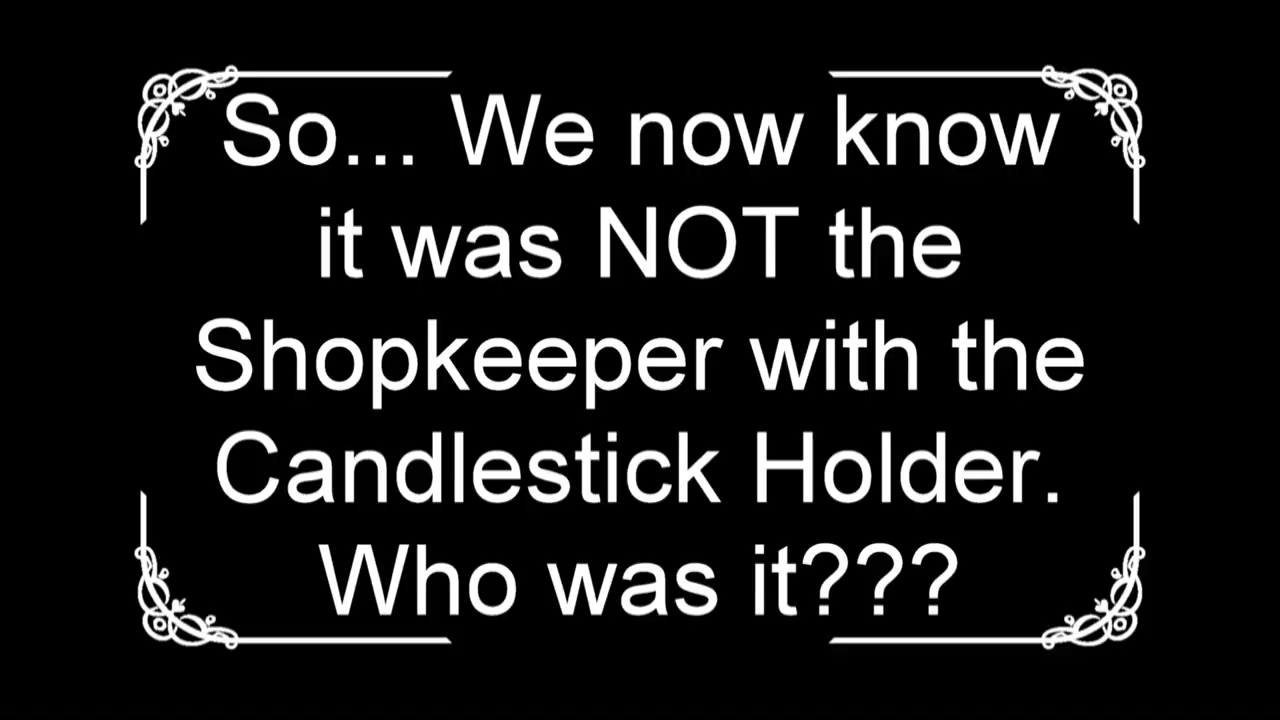 So... We now know
it was NOT the
Shopkeeper with the
Candlestick Holder.
Who was it???